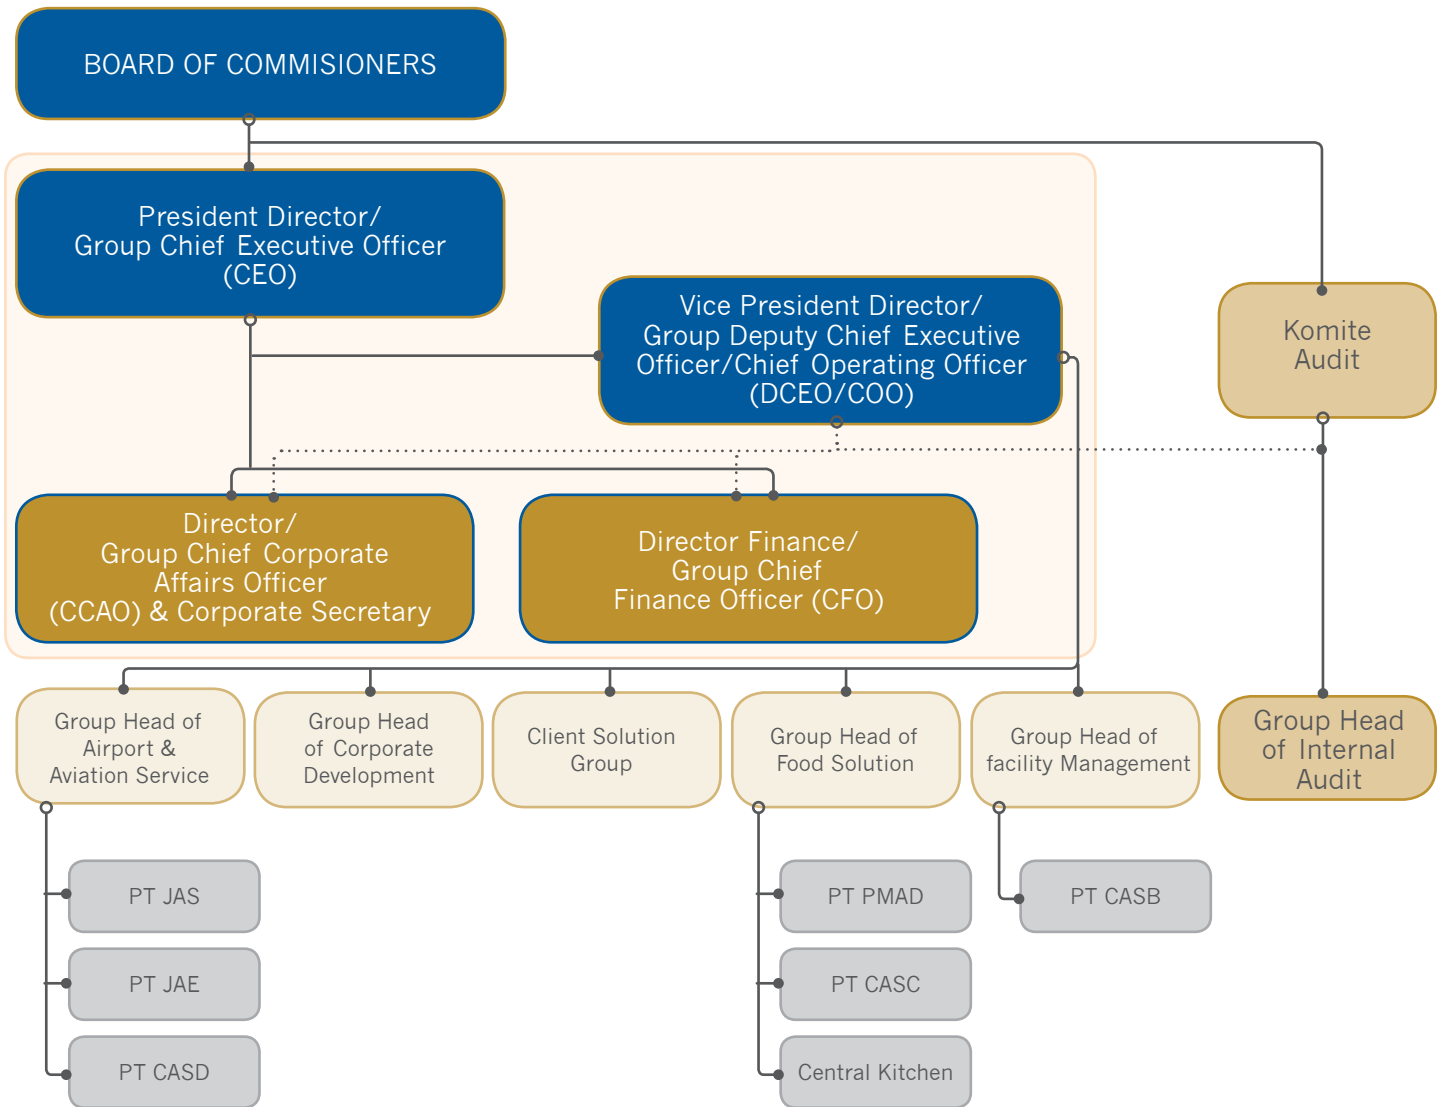 BOARD OF COMMISIONERS
President Director/
Group Chief Executive Officer
(CEO)
Vice President Director/
Group Deputy Chief Executive
Officer/Chief Operating Officer
(DCEO/COO)
Komite
Audit
Director/
Group Chief Corporate
Affairs Officer
(CCAO) & Corporate Secretary
Director Finance/
Group Chief
Finance Officer (CFO)
Group Head of
Airport &
Aviation Service
Group Head
of Corporate
Development
Client Solution
Group
Group Head of
Food Solution
Group Head of
facility Management
Group Head
of Internal
Audit
PT JAS
PT JAE
PT CASD
PT PMAD
PT CASC
Central Kitchen
PT CASB